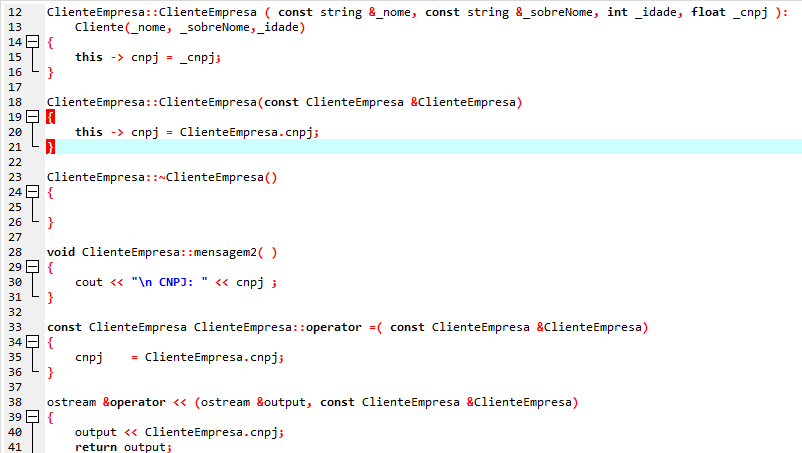 12 ClienteEmpresa::ClienteEmpresa ( const string &_nome, const string &_sobreNome, int _idade, float _cnpj ):
13 Cliente(_nome, _sobreNome,_idade)
14 {
15 this -> cnpj = _cnpj;
16 }
17
18 ClienteEmpresa::ClienteEmpresa(const ClienteEmpresa &ClienteEmpresa)
19 {
20 this -> cnpj = ClienteEmpresa.cnpj;
21 }
22
23 ClienteEmpresa::~ClienteEmpresa()
24 {
25
26 }
27
28 void ClienteEmpresa::mensagem2( )
29 {
30 cout << "\n CNPJ: " << cnpj ;
31 }
32
33 const ClienteEmpresa ClienteEmpresa::operator =( const ClienteEmpresa &ClienteEmpresa)
34 {
35 cnpj    = ClienteEmpresa.cnpj;
36 }
37
38 ostream &operator << (ostream &output, const ClienteEmpresa &ClienteEmpresa)
39 {
40 output << ClienteEmpresa.cnpj;
41 return output;